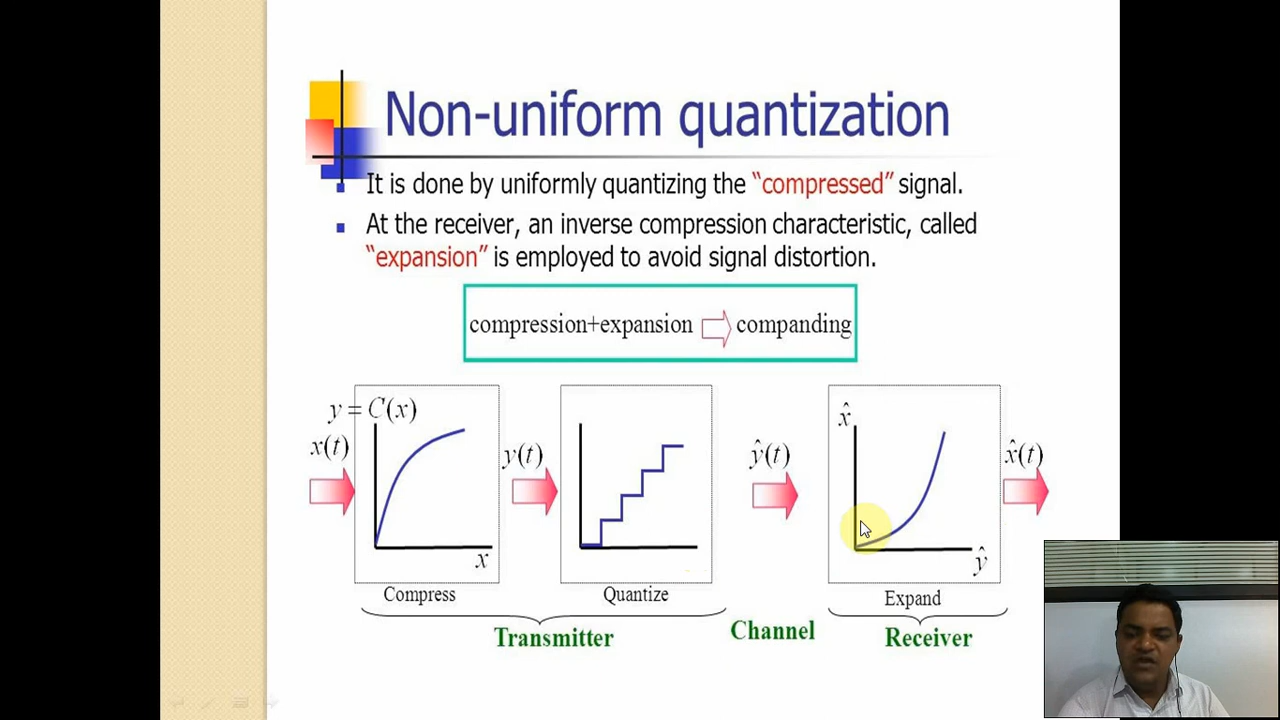 Non-uniform quantization
It is done by uniformly quantizing the “compressed” signal.
At the receiver, an inverse compression characteristic, called
“expansion” is employed to avoid signal distortion.
compression+expansion companding
y = C(x)
x(t)
x
Compress
y(t)
Quantize
Transmitter
ŷ(t)
Channel
x̂
ŷ
Expand
Receiver
x̂(t)